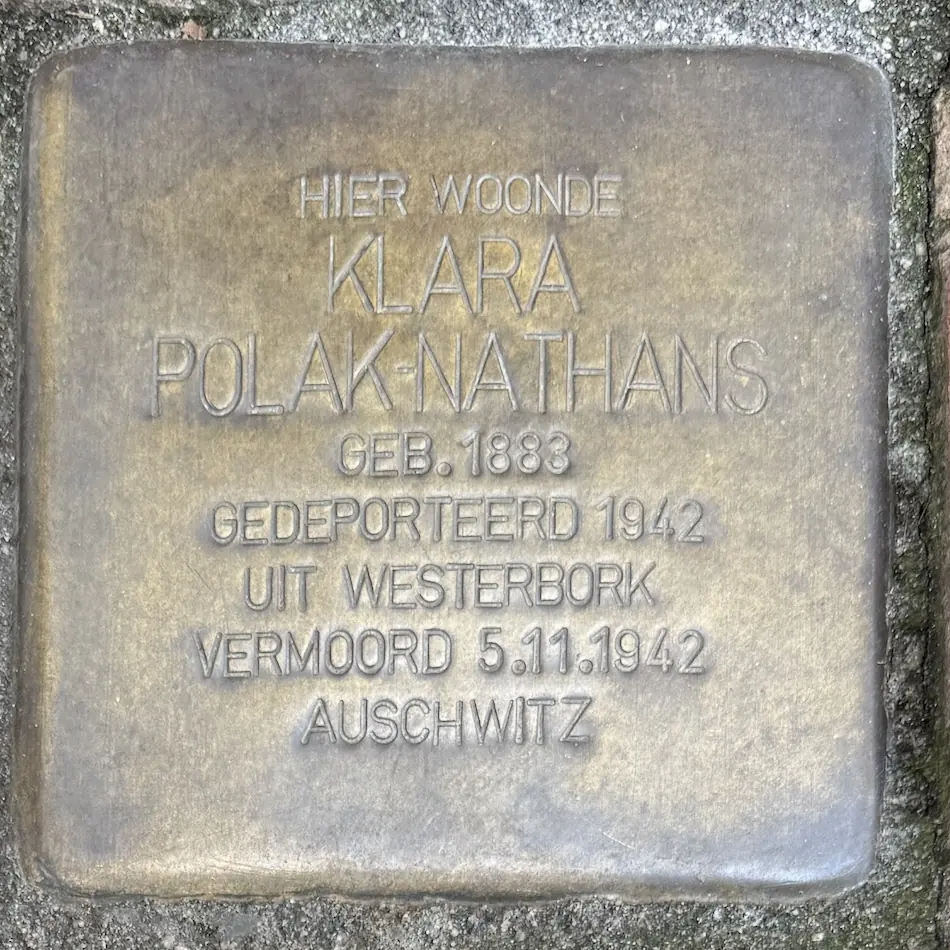 HIER WOONDE
KLARA
POLAK-NATHANS
GEB. 1883
GEDEPORTEERD 1942
UIT WESTERBORK
VERMOORD 5.11.1942
AUSCHWITZ